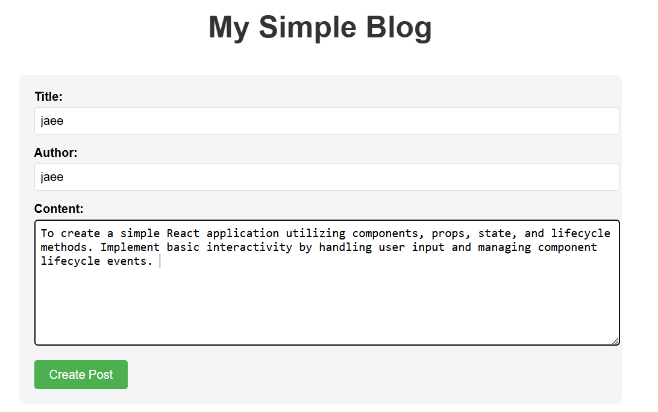 My Simple Blog
Title:
jaee
Author:
jaee
Content:
To create a simple React application utilizing components, props, state, and lifecycle
methods. Implement basic interactivity by handling user input and managing component
lifecycle events.
Create Post